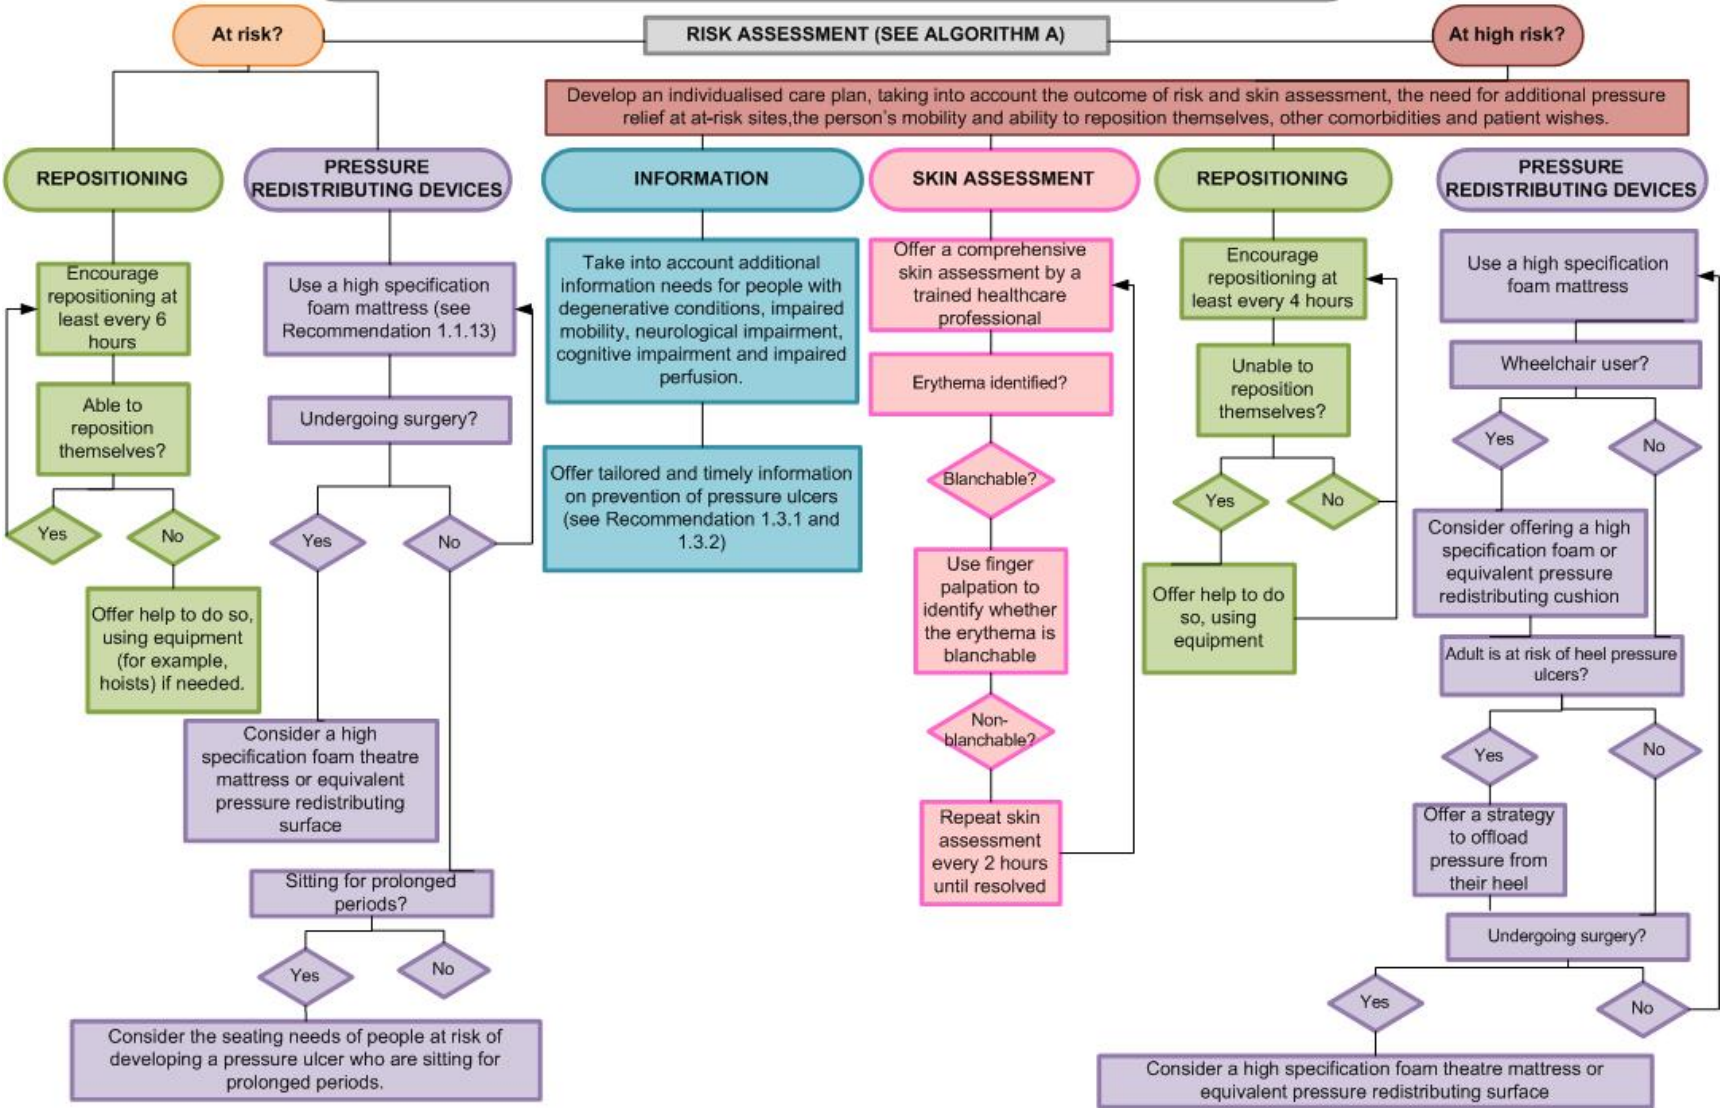 At risk?
RISK ASSESSMENT (SEE ALGORITHM A)
At high risk?
Develop an individualised care plan, taking into account the outcome of risk and skin assessment, the need for additional pressure
relief at at-risk sites,the person's mobility and ability to reposition themselves, other comorbidities and patient wishes.
REPOSITIONING
Encourage
repositioning at
least every 6
hours
Able to
reposition
themselves?
Yes
No
Offer help to do so,
using equipment
(for example,
hoists) if needed.
PRESSURE
REDISTRIBUTING DEVICES
Use a high specification
foam mattress (see
Recommendation 1.1.13)
Undergoing surgery?
Yes
No
Consider a high
specification foam theatre
mattress or equivalent
pressure redistributing
surface
Sitting for prolonged
periods?
Yes
No
Consider the seating needs of people at risk of
developing a pressure ulcer who are sitting for
prolonged periods.
INFORMATION
Take into account additional
information needs for people with
degenerative conditions, impaired
mobility, neurological impairment,
cognitive impairment and impaired
perfusion.
Offer tailored and timely information
on prevention of pressure ulcers
(see Recommendation 1.3.1 and
1.3.2)
SKIN ASSESSMENT
Offer a comprehensive
skin assessment by a
trained healthcare
professional
Erythema identified?
Blanchable?
Use finger
palpation to
identify whether
the erythema is
blanchable
Non-
blanchable?
Repeat skin
assessment
every 2 hours
until resolved
REPOSITIONING
Encourage
repositioning at
least every 4 hours
Unable to
reposition
themselves?
Yes
No
Offer help to do
so, using
equipment
PRESSURE
REDISTRIBUTING DEVICES
Use a high specification
foam mattress
Wheelchair user?
Yes
No
Consider offering a high
specification foam or
equivalent pressure
redistributing cushion
Adult is at risk of heel pressure
ulcers?
Yes
No
Offer a strategy
to offload
pressure from
their heel
Undergoing surgery?
Yes
No
Consider a high specification foam theatre mattress or
equivalent pressure redistributing surface